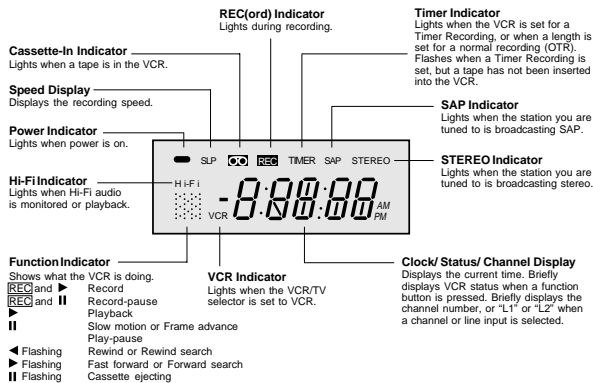 REC(ord) Indicator
Lights during recording.
Timer Indicator
Lights when the VCR is set for a
Timer Recording, or when a length is
set for a normal recording (OTR).
Flashes when a Timer Recording is
set, but a tape has not been inserted
into the VCR.
Cassette-In Indicator
Lights when a tape is in the VCR.
Speed Display
Displays the recording speed.
Power Indicator
Lights when power is on.
Hi-Fi Indicator
Lights when Hi-Fi audio
is monitored or playback.
SAP Indicator
Lights when the station you are
tuned to is broadcasting SAP.
STEREO Indicator
Lights when the station you are
tuned to is broadcasting stereo.
SLP REC TIMER SAP STEREO
Hi-Fi
VCR -8:88:88 AM
PM
Function Indicator
Shows what the VCR is doing.
REC and ▶ Record
REC and II Record-pause
▶ Playback
II Slow motion or Frame advance
Play-pause
◀ Flashing Rewind or Rewind search
▶ Flashing Fast forward or Forward search
II Flashing Cassette ejecting
VCR Indicator
Lights when the VCR/TV
selector is set to VCR.
Clock/ Status/ Channel Display
Displays the current time. Briefly
displays VCR status when a function
button is pressed. Briefly displays the
channel number, or “L1” or “L2” when
a channel or line input is selected.